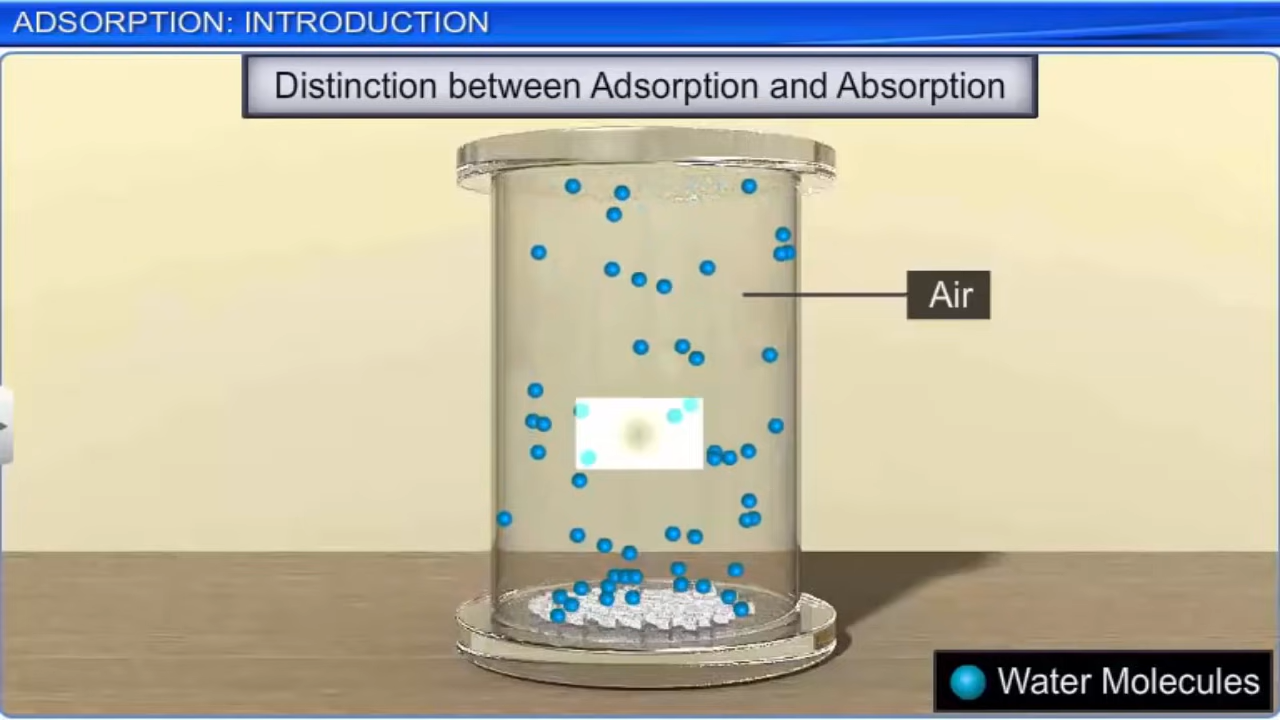 ADSORPTION: INTRODUCTION
Distinction between Adsorption and Absorption
Air
Water Molecules